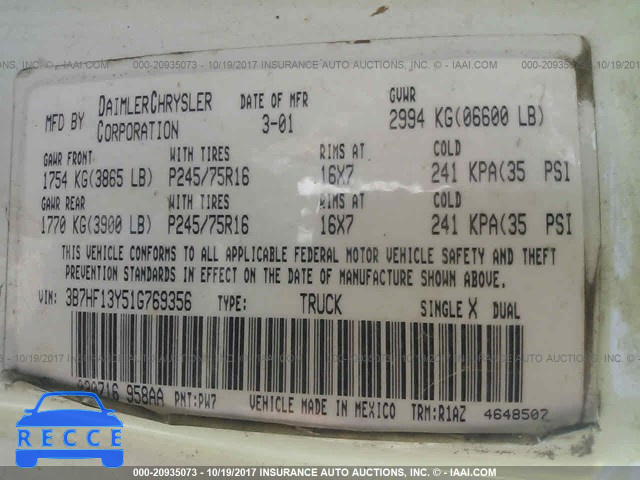 000-20935073 - 10/19/2017 INSURANCE AUTO AUCTIONS, INC. - © - IAAI.COM
MFD BY DAIMLERCHRYSLER CORPORATION
DATE OF MFR 3-01
GVWR 2994 KG(06600 LB)
GAWR FRONT WITH TIRES RIMS AT COLD
1754 KG(3865 LB) P245/75R16 16X7 241 KPA(35 PSI
GAWR REAR WITH TIRES RIMS AT COLD
1770 KG(3900 LB) P245/75R16 16X7 241 KPA(35 PSI
THIS VEHICLE CONFORMS TO ALL APPLICABLE FEDERAL MOTOR VEHICLE SAFETY AND THEFT
PREVENTION STANDARDS IN EFFECT ON THE DATE OF MANUFACTURE SHOWN ABOVE.
VIN: 3B7HF13Y51G769356 TYPE: TRUCK SINGLE X DUAL
958AA PNT:PW7 VEHICLE MADE IN MEXICO TRM:R1AZ 4648507
RECCE
000-20935073 - 10/19/2017 INSURANCE AUTO AUCTIONS, INC. - © - IAAI.COM